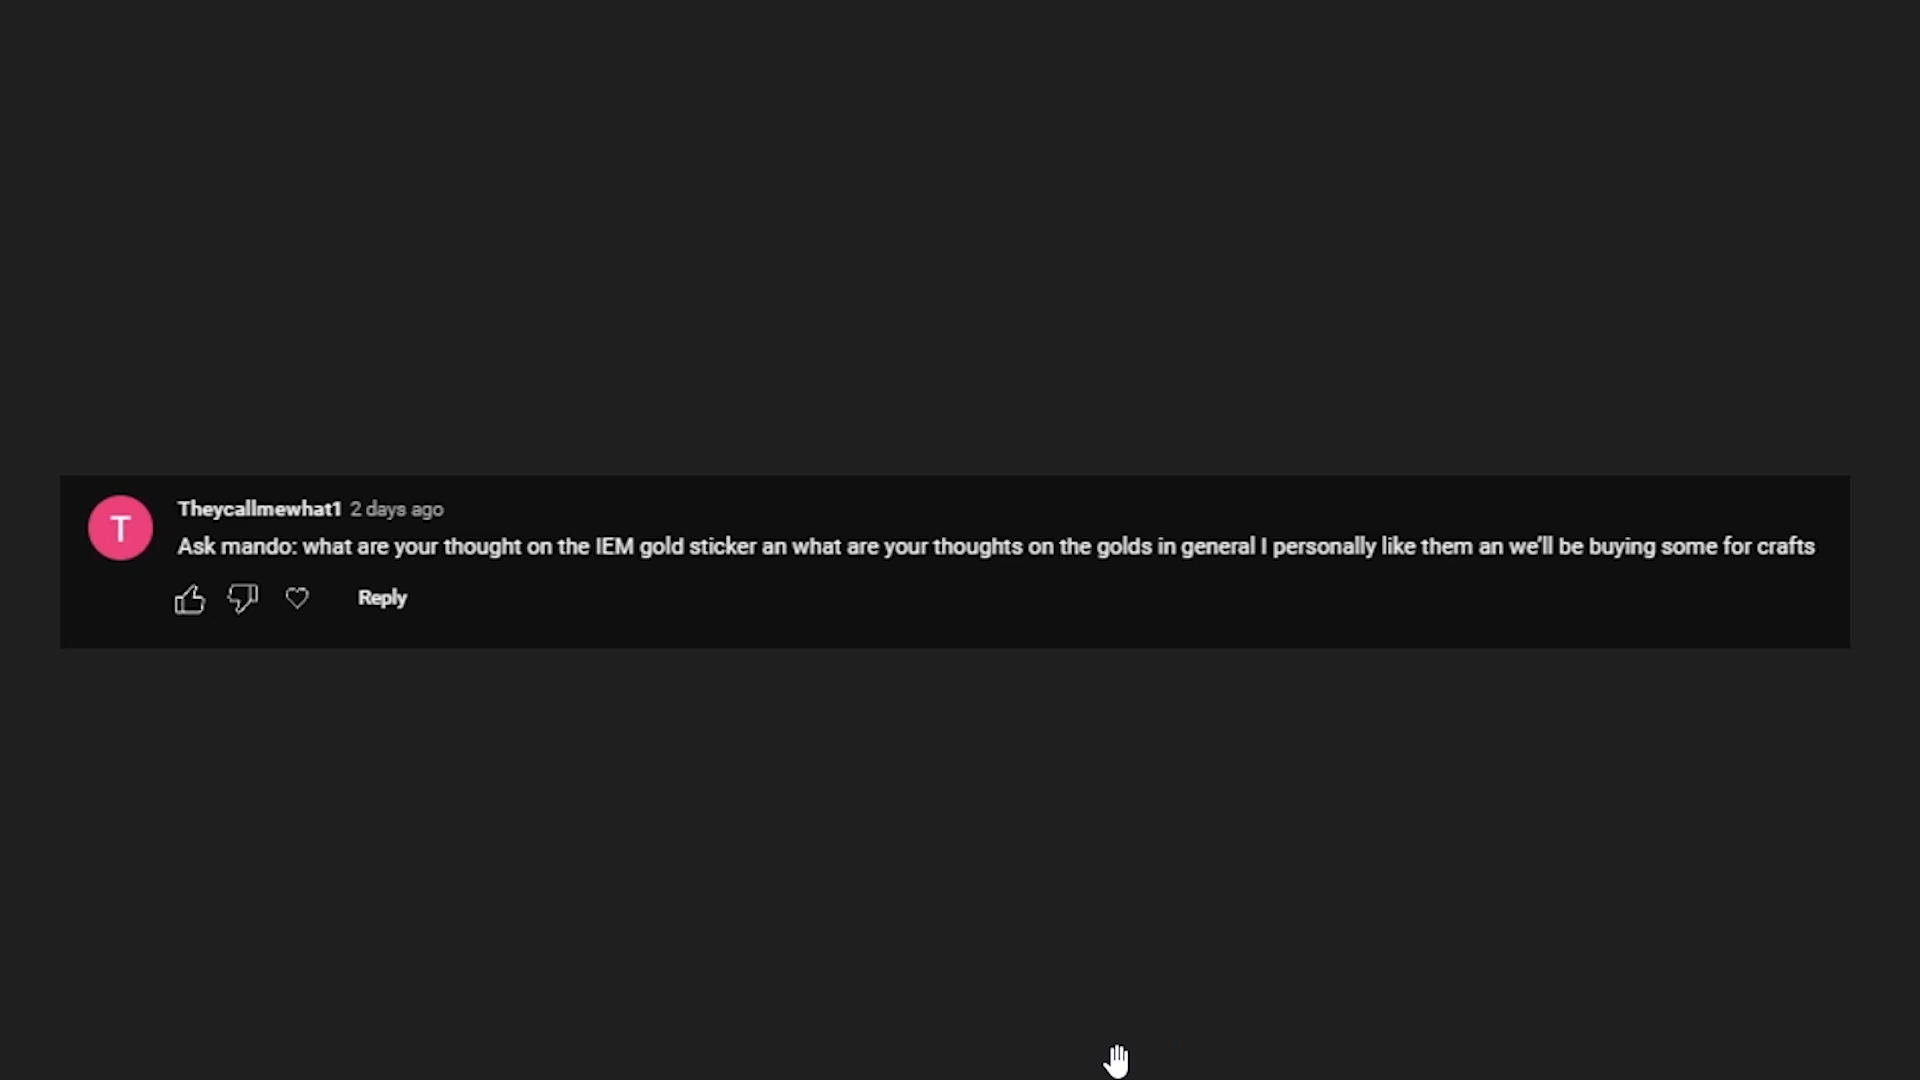 T
Theycallmewhat1 2 days ago
Ask mando: what are your thought on the IEM gold sticker an what are your thoughts on the golds in general I personally like them an we'll be buying some for crafts
Reply